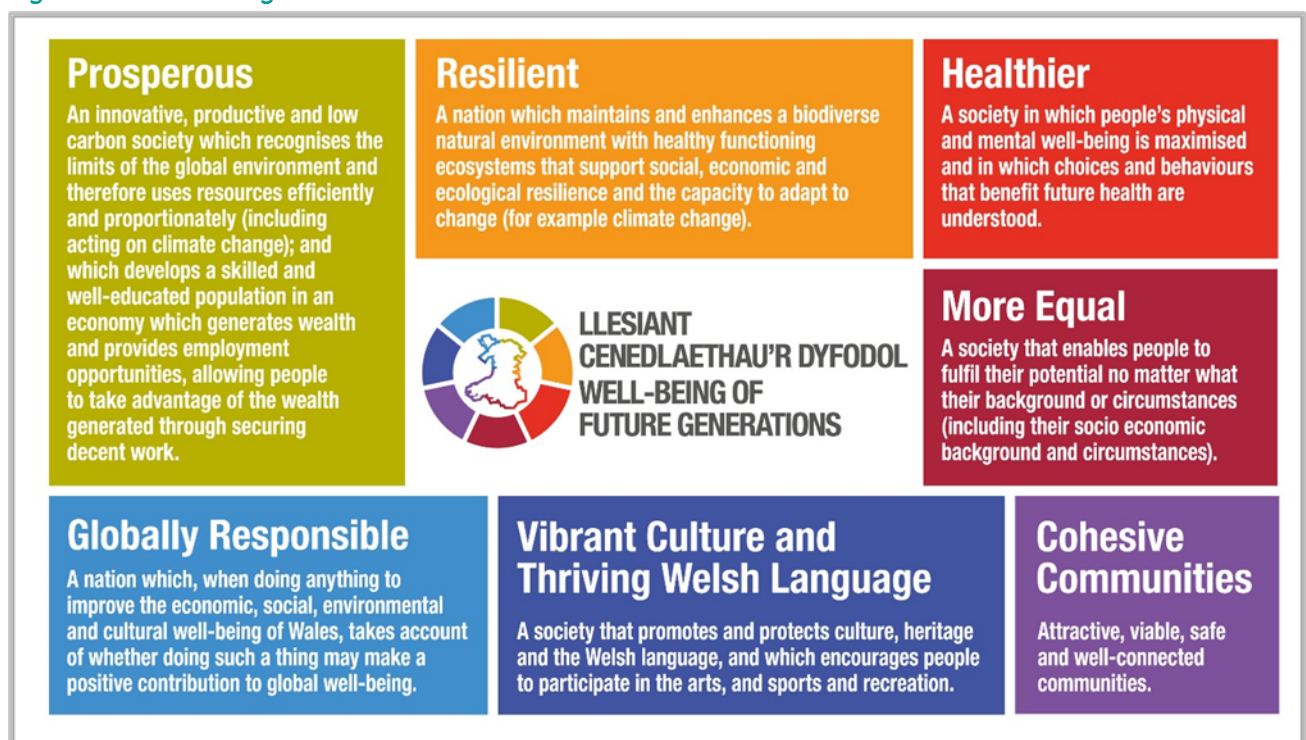 Prosperous
An innovative, productive and low
carbon society which recognises the
limits of the global environment and
therefore uses resources efficiently
and proportionately (including
acting on climate change); and
which develops a skilled and
well-educated population in an
economy which generates wealth
and provides employment
opportunities, allowing people
to take advantage of the wealth
generated through securing
decent work.
Resilient
A nation which maintains and enhances a biodiverse
natural environment with healthy functioning
ecosystems that support social, economic and
ecological resilience and the capacity to adapt to
change (for example climate change).
Healthier
A society in which people's physical
and mental well-being is maximised
and in which choices and behaviours
that benefit future health are
understood.
LLESIANT
CENEDLAETHAU'R DYFODOL
WELL-BEING OF
FUTURE GENERATIONS
More Equal
A society that enables people to
fulfil their potential no matter what
their background or circumstances
(including their socio economic
background and circumstances).
Globally Responsible
A nation which, when doing anything to
improve the economic, social, environmental
and cultural well-being of Wales, takes account
of whether doing such a thing may make a
positive contribution to global well-being.
Vibrant Culture and
Thriving Welsh Language
A society that promotes and protects culture, heritage
and the Welsh language, and which encourages people
to participate in the arts, and sports and recreation.
Cohesive
Communities
Attractive, viable, safe
and well-connected
communities.